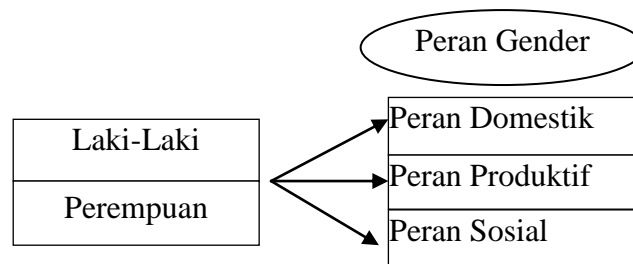 Peran Gender
Laki-Laki
Perempuan
Peran Domestik
Peran Produktif
Peran Sosial